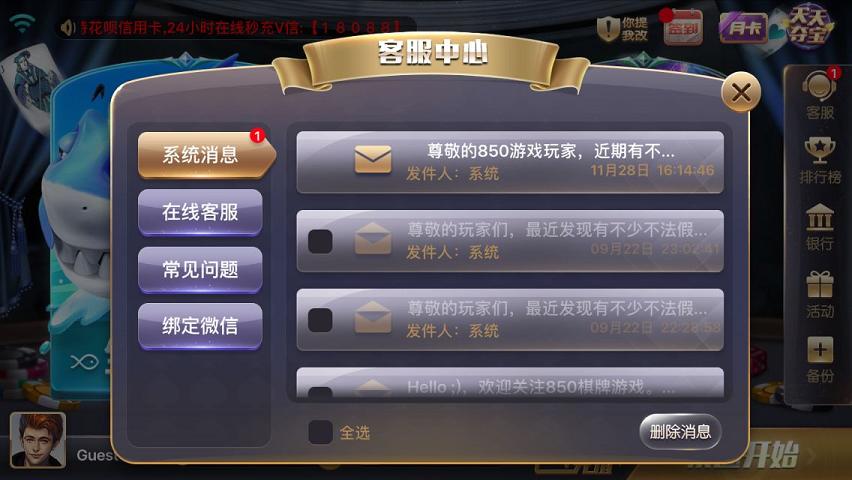 花呗信用卡,24小时在线秒充V信:【18088】
你提
我改
签到
月卡
天天
夺宝
客服中心
系统消息
1
在线客服
常见问题
绑定微信
尊敬的850游戏玩家，近期有不...
发件人：系统
11月28日 16:14:46
尊敬的玩家们，最近发现有不少不法假...
发件人：系统
09月22日 23:02:41
尊敬的玩家们，最近发现有不少不法假...
发件人：系统
09月22日 22:28:58
Hello ;)，欢迎关注850棋牌游戏。...
全选
删除消息
1
客服
排行榜
银行
活动
备份
Guest
开始